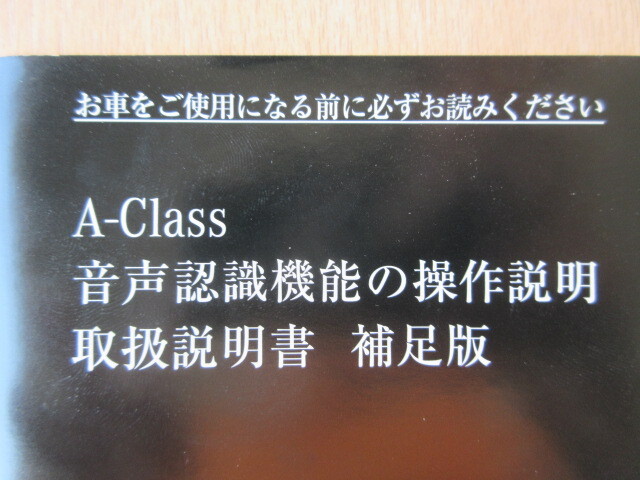 お車をご使用になる前に必ずお読みください
A-Class
音声認識機能の操作説明
取扱説明書 補足版